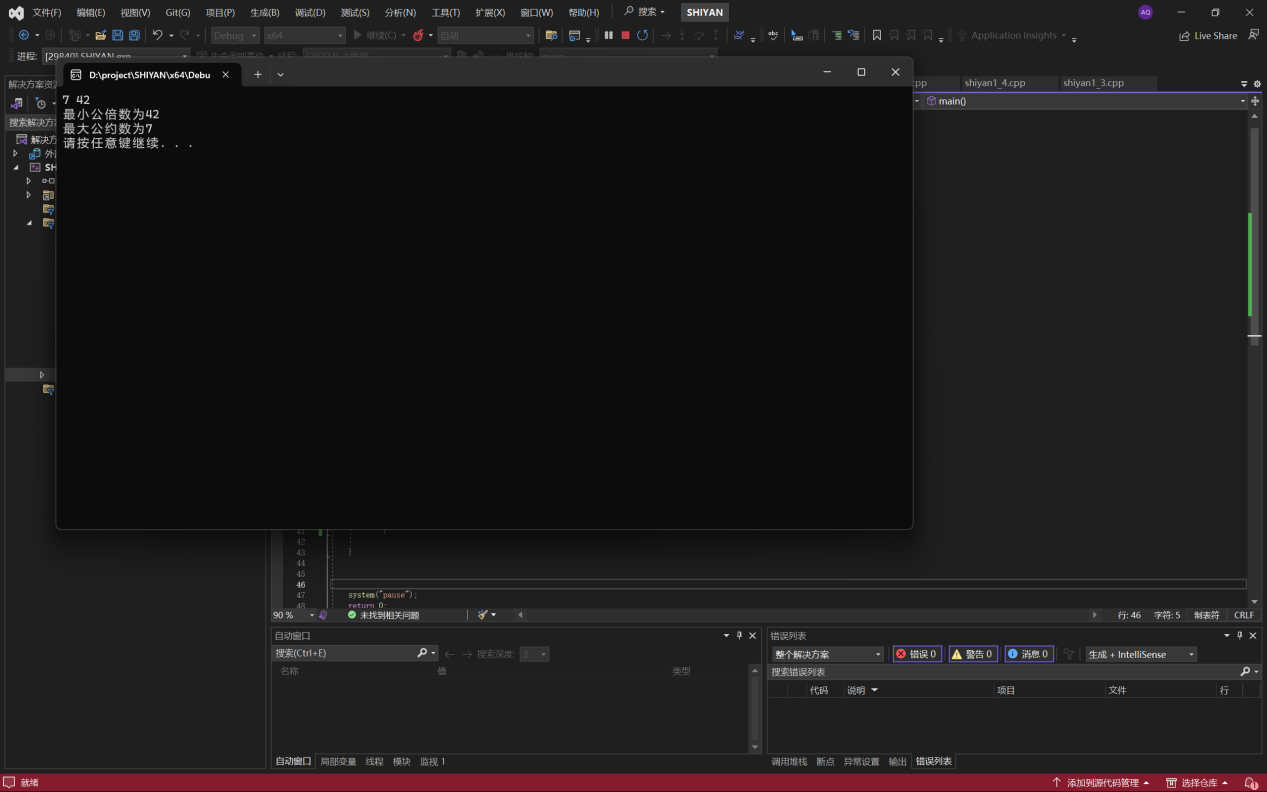 文件(F) 编辑(E) 视图(V) Git(G) 项目(P) 生成(B) 调试(D) 测试(S) 分析(N) 工具(T) 扩展(X) 窗口(W) 帮助(H) 搜索 SHIYAN AQ
Debug x64 继续(C) 自动 Application Insights Live Share
进程: [29840] SHIYAN.exe
D:\project\SHIYAN\x64\Debu
解决方案资
shiyan1_4.cpp shiyan1_3.cpp
main()
搜索解决方
解决方
外
SH
7 42
最小公倍数为42
最大公约数为7
请按任意键继续. . .
41
42
43 }
44
45
46
47 system("pause");
48 return 0;
90 % 未找到相关问题 行: 46 字符: 5 制表符 CRLF
自动窗口
搜索(Ctrl+E) 搜索深度: 3
名称 值 类型
自动窗口 局部变量 线程 模块 监视 1
错误列表
整个解决方案 错误 0 警告 0 消息 0 生成 + IntelliSense
搜索错误列表
代码 说明 项目 文件 行
调用堆栈 断点 异常设置 输出 错误列表
就绪 添加到源代码管理 选择仓库 1